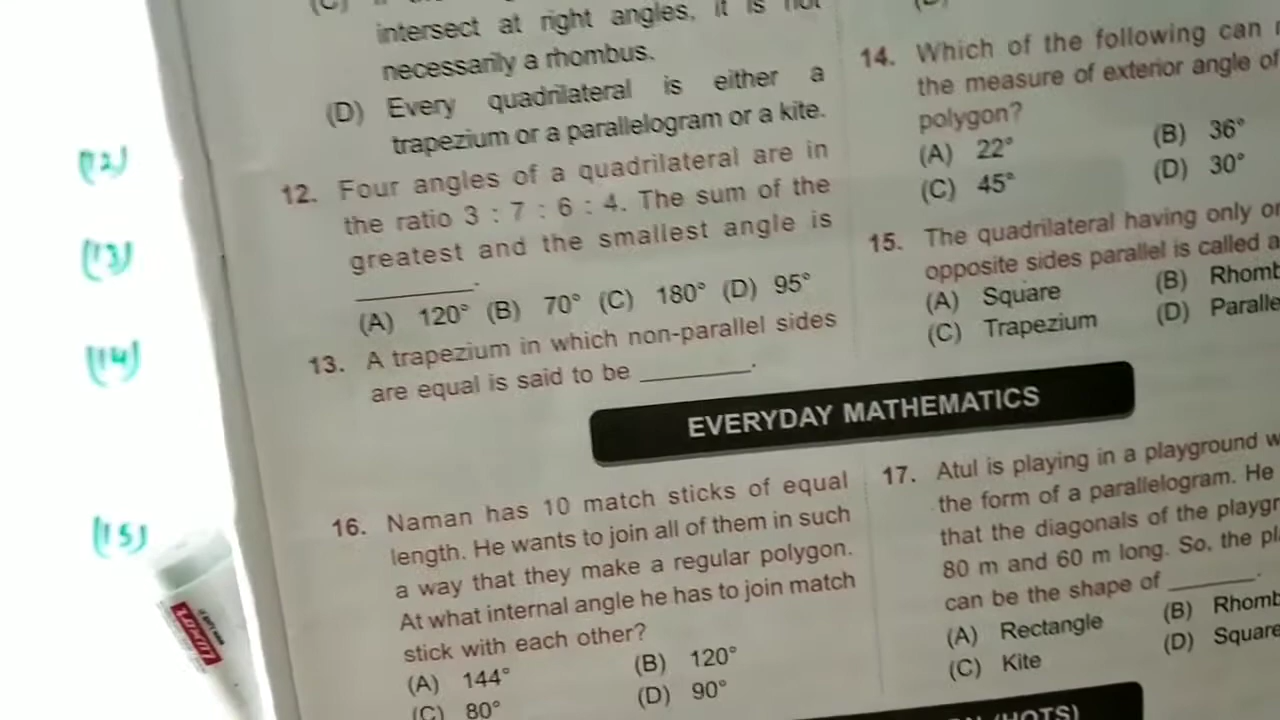 intersect at right angles, it is not
necessarily a rhombus.
(D) Every quadrilateral is either a
trapezium or a parallelogram or a kite.
12. Four angles of a quadrilateral are in
the ratio 3 : 7 : 6 : 4. The sum of the
greatest and the smallest angle is
__________.
(A) 120° (B) 70° (C) 180° (D) 95°
13. A trapezium in which non-parallel sides
are equal is said to be __________.
14. Which of the following can
the measure of exterior angle of
polygon?
(A) 22° (B) 36°
(C) 45° (D) 30°
15. The quadrilateral having only
opposite sides parallel is called a
(A) Square (B) Rhomb
(C) Trapezium (D) Paralle
EVERYDAY MATHEMATICS
16. Naman has 10 match sticks of equal
length. He wants to join all of them in such
a way that they make a regular polygon.
At what internal angle he has to join match
stick with each other?
(A) 144° (B) 120°
(C) 80° (D) 90°
17. Atul is playing in a playground w
the form of a parallelogram. He
that the diagonals of the playgr
80 m and 60 m long. So, the pl
can be the shape of ________.
(A) Rectangle (B) Rhomb
(C) Kite (D) Square
(HOTS)
(12)
(13)
(14)
(15)
LUXOR